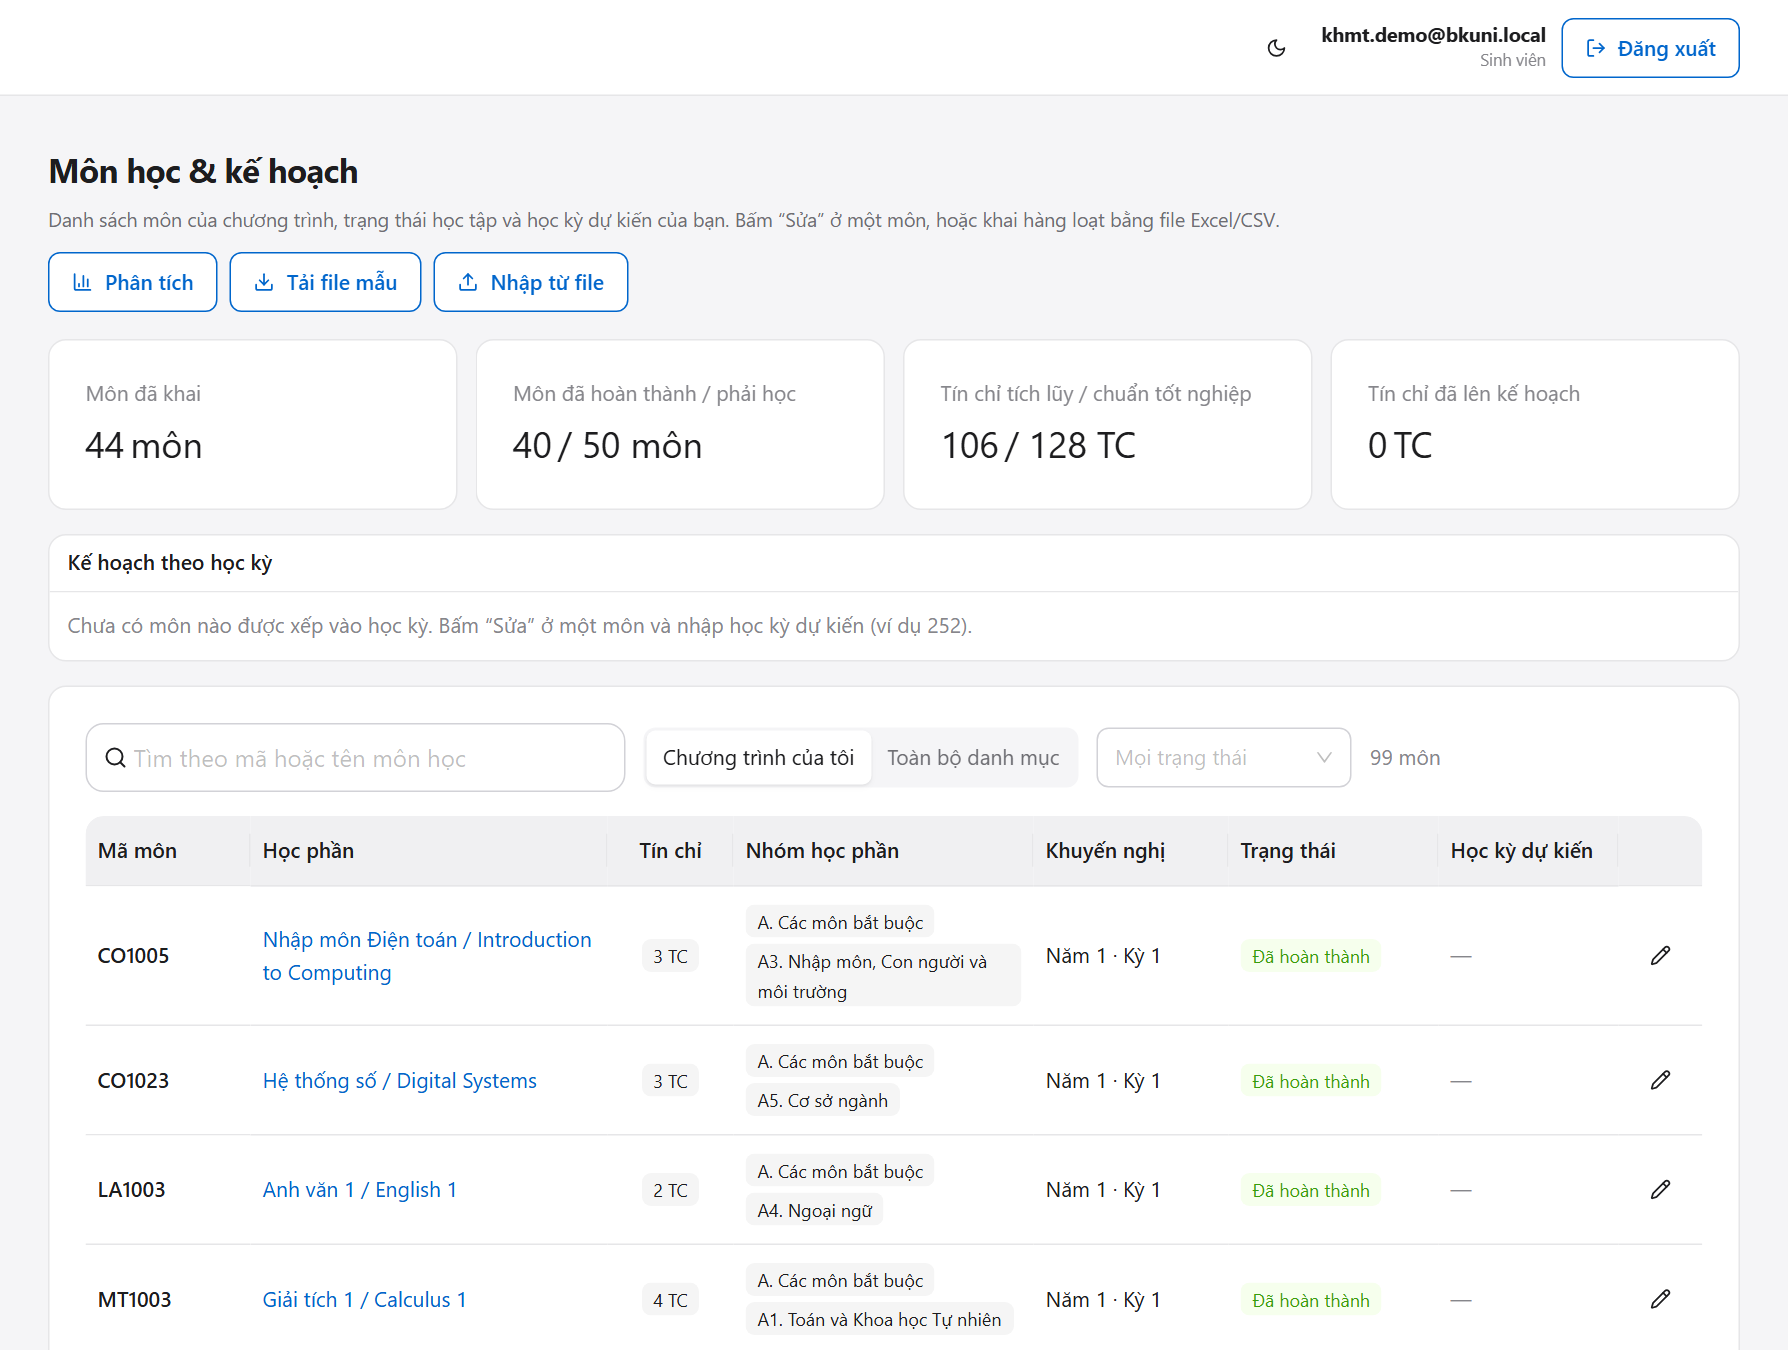 khmt.demo@bkuni.local
Sinh viên
Đăng xuất
Môn học & kế hoạch
Danh sách môn của chương trình, trạng thái học tập và học kỳ dự kiến của bạn. Bấm “Sửa” ở một môn, hoặc khai hàng loạt bằng file Excel/CSV.
Phân tích
Tải file mẫu
Nhập từ file
Môn đã khai
44 môn
Môn đã hoàn thành / phải học
40 / 50 môn
Tín chỉ tích lũy / chuẩn tốt nghiệp
106 / 128 TC
Tín chỉ đã lên kế hoạch
0 TC
Kế hoạch theo học kỳ
Chưa có môn nào được xếp vào học kỳ. Bấm “Sửa” ở một môn và nhập học kỳ dự kiến (ví dụ 252).
Tìm theo mã hoặc tên môn học
Chương trình của tôi
Toàn bộ danh mục
Mọi trạng thái
99 môn
Mã môn
Học phần
Tín chỉ
Nhóm học phần
Khuyến nghị
Trạng thái
Học kỳ dự kiến
CO1005
Nhập môn Điện toán / Introduction
to Computing
3 TC
A. Các môn bắt buộc
A3. Nhập môn, Con người và
môi trường
Năm 1 · Kỳ 1
Đã hoàn thành
—
CO1023
Hệ thống số / Digital Systems
3 TC
A. Các môn bắt buộc
A5. Cơ sở ngành
Năm 1 · Kỳ 1
Đã hoàn thành
—
LA1003
Anh văn 1 / English 1
2 TC
A. Các môn bắt buộc
A4. Ngoại ngữ
Năm 1 · Kỳ 1
Đã hoàn thành
—
MT1003
Giải tích 1 / Calculus 1
4 TC
A. Các môn bắt buộc
A1. Toán và Khoa học Tự nhiên
Năm 1 · Kỳ 1
Đã hoàn thành
—